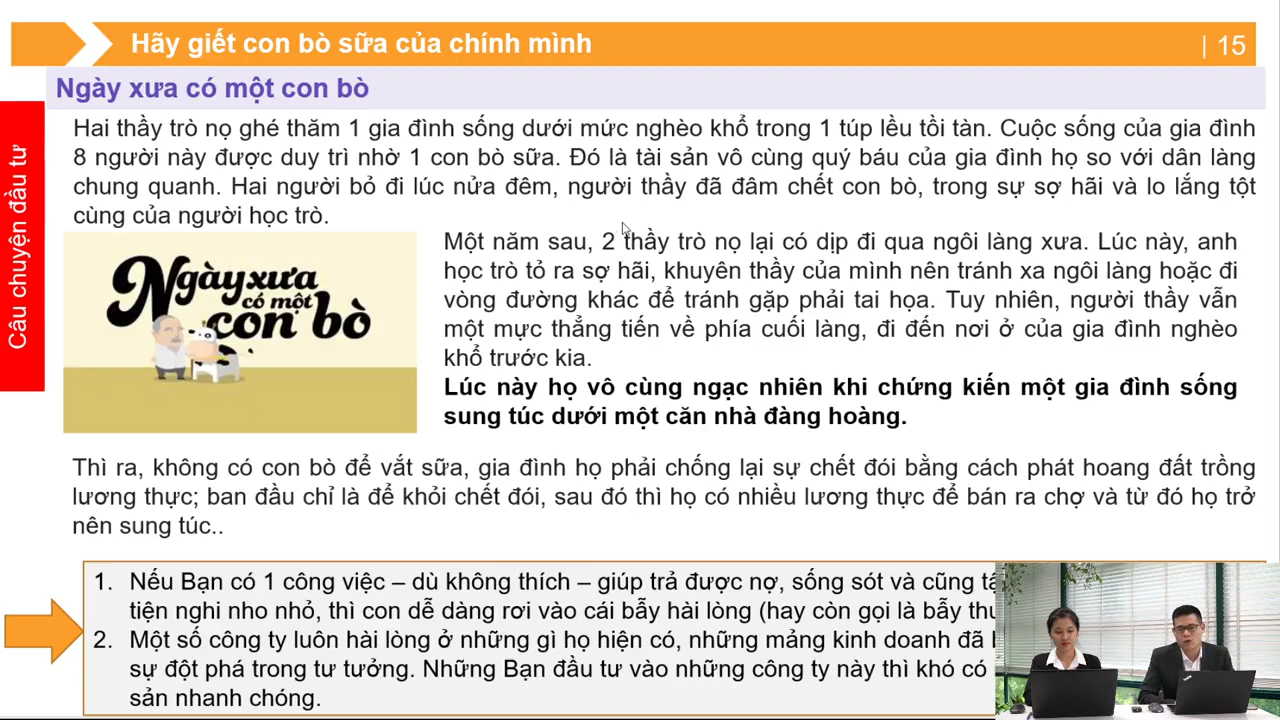 Hãy giết con bò sữa của chính mình
| 15
Ngày xưa có một con bò
Câu chuyện đầu tư
Hai thầy trò nọ ghé thăm 1 gia đình sống dưới mức nghèo khổ trong 1 túp lều tồi tàn. Cuộc sống của gia đình
8 người này được duy trì nhờ 1 con bò sữa. Đó là tài sản vô cùng quý báu của gia đình họ so với dân làng
chung quanh. Hai người bỏ đi lúc nửa đêm, người thầy đã đâm chết con bò, trong sự sợ hãi và lo lắng tột
cùng của người học trò.
Ngày xưa
có một
con bò
Một năm sau, 2 thầy trò nọ lại có dịp đi qua ngôi làng xưa. Lúc này, anh
học trò tỏ ra sợ hãi, khuyên thầy của mình nên tránh xa ngôi làng hoặc đi
vòng đường khác để tránh gặp phải tai họa. Tuy nhiên, người thầy vẫn
một mực thẳng tiến về phía cuối làng, đi đến nơi ở của gia đình nghèo
khổ trước kia.
Lúc này họ vô cùng ngạc nhiên khi chứng kiến một gia đình sống
sung túc dưới một căn nhà đàng hoàng.
Thì ra, không có con bò để vắt sữa, gia đình họ phải chống lại sự chết đói bằng cách phát hoang đất trồng
lương thực; ban đầu chỉ là để khỏi chết đói, sau đó thì họ có nhiều lương thực để bán ra chợ và từ đó họ trở
nên sung túc..
1. Nếu Bạn có 1 công việc – dù không thích – giúp trả được nợ, sống sót và cũng
tiện nghi nho nhỏ, thì con dễ dàng rơi vào cái bẫy hài lòng (hay còn gọi là bẫy
2. Một số công ty luôn hài lòng ở những gì họ hiện có, những mảng kinh doanh đã
sự đột phá trong tư tưởng. Những Bạn đầu tư vào những công ty này thì khó có
sản nhanh chóng.